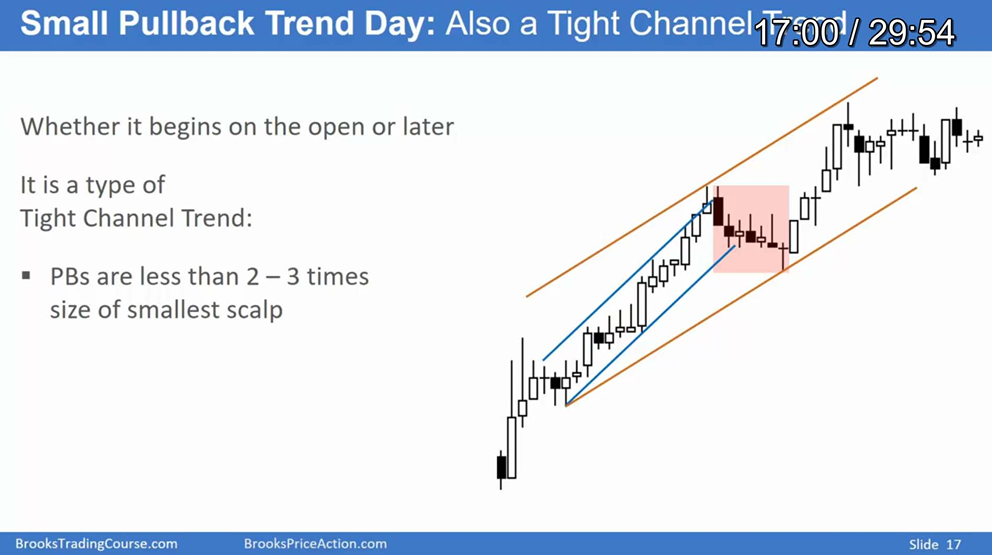 Small Pullback Trend Day: Also a Tight Channel Trend
17:00 / 29:54
Whether it begins on the open or later
It is a type of
Tight Channel Trend:
▪ PBs are less than 2 – 3 times
size of smallest scalp
BrooksTradingCourse.com
BrooksPriceAction.com
Slide 17